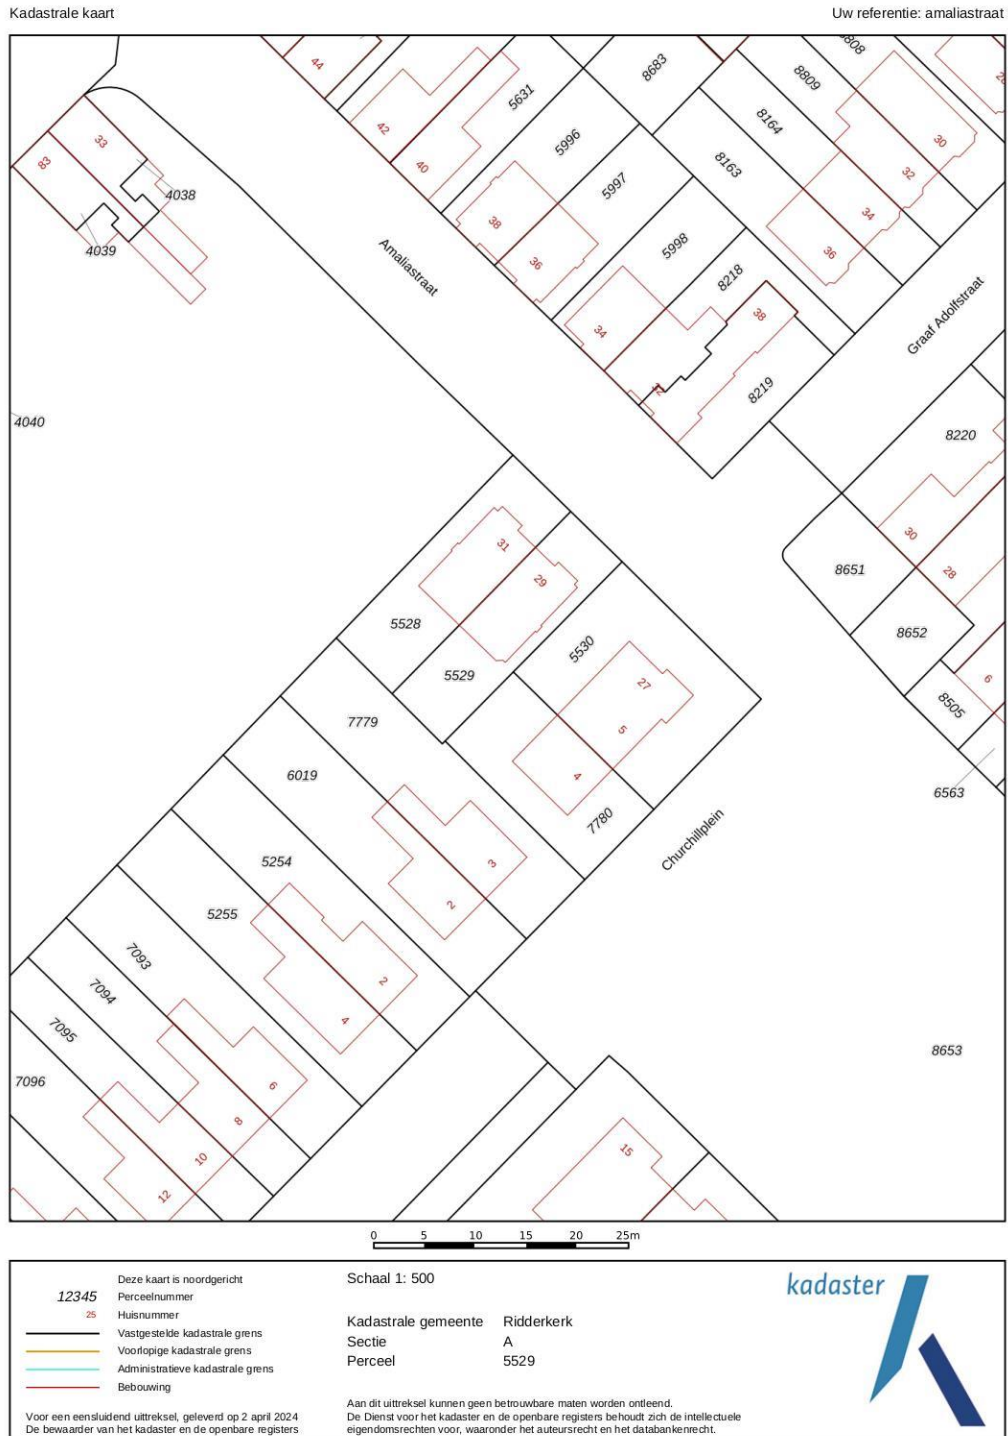 Kadastrale kaart
Uw referentie: amaliastraat
44
42
40
5631
8683
5996
5997
5998
8218
8219
8163
8164
8809
8808
30
32
34
36
38
38
36
34
32
33
83
4038
4039
4040
Amaliastraat
Graaf Adolfstraat
8220
30
28
8651
8652
8505
6
6563
31
29
5528
5529
5530
27
5
4
7780
7779
6019
3
2
Churchillplein
5254
5255
2
4
7093
7094
7095
7096
6
8
10
12
15
8653
0 5 10 15 20 25m
Deze kaart is noordgericht
12345 Perceelnummer
25 Huisnummer
Vastgestelde kadastrale grens
Voorlopige kadastrale grens
Administratieve kadastrale grens
Bebouwing
Voor een eensluidend uittreksel, geleverd op 2 april 2024
De bewaarder van het kadaster en de openbare registers
Schaal 1: 500
Kadastrale gemeente Ridderkerk
Sectie A
Perceel 5529
Aan dit uittreksel kunnen geen betrouwbare maten worden ontleend.
De Dienst voor het kadaster en de openbare registers behoudt zich de intellectuele
eigendomsrechten voor, waaronder het auteursrecht en het databankenrecht.
kadaster